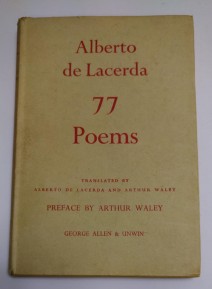 Alberto
de Lacerda
77
Poems
TRANSLATED BY
ALBERTO DE LACERDA AND ARTHUR WALEY
PREFACE BY ARTHUR WALEY
GEORGE ALLEN & UNWIN